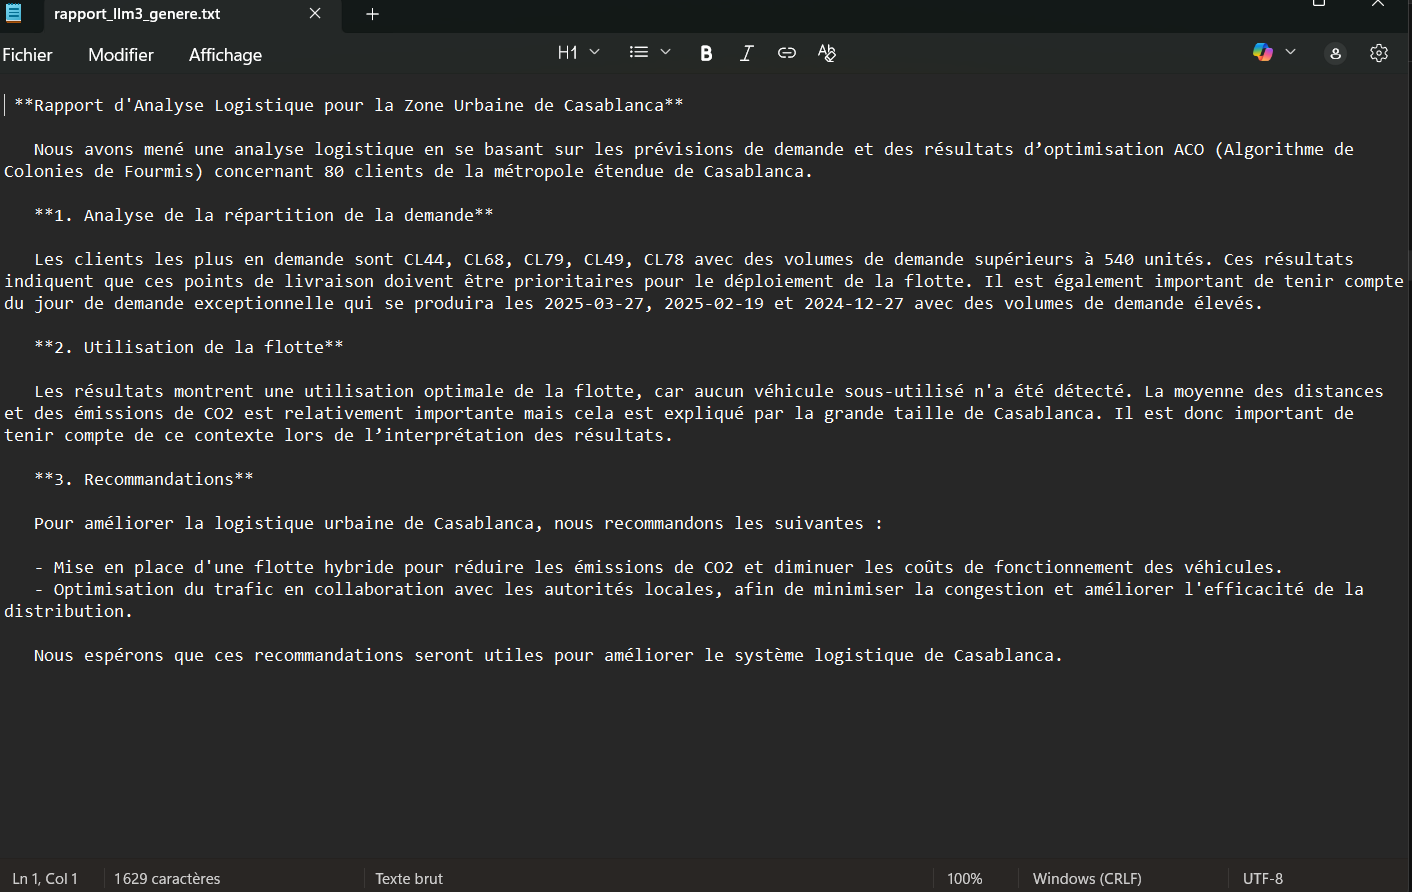 rapport_llm3_genere.txt
Fichier Modifier Affichage H1 B I
**Rapport d'Analyse Logistique pour la Zone Urbaine de Casablanca**
Nous avons mené une analyse logistique en se basant sur les prévisions de demande et des résultats d’optimisation ACO (Algorithme de
Colonies de Fourmis) concernant 80 clients de la métropole étendue de Casablanca.
**1. Analyse de la répartition de la demande**
Les clients les plus en demande sont CL44, CL68, CL79, CL49, CL78 avec des volumes de demande supérieurs à 540 unités. Ces résultats
indiquent que ces points de livraison doivent être prioritaires pour le déploiement de la flotte. Il est également important de tenir compte
du jour de demande exceptionnelle qui se produira les 2025-03-27, 2025-02-19 et 2024-12-27 avec des volumes de demande élevés.
**2. Utilisation de la flotte**
Les résultats montrent une utilisation optimale de la flotte, car aucun véhicule sous-utilisé n'a été détecté. La moyenne des distances
et des émissions de CO2 est relativement importante mais cela est expliqué par la grande taille de Casablanca. Il est donc important de
tenir compte de ce contexte lors de l’interprétation des résultats.
**3. Recommandations**
Pour améliorer la logistique urbaine de Casablanca, nous recommandons les suivantes :
- Mise en place d'une flotte hybride pour réduire les émissions de CO2 et diminuer les coûts de fonctionnement des véhicules.
- Optimisation du trafic en collaboration avec les autorités locales, afin de minimiser la congestion et améliorer l'efficacité de la
distribution.
Nous espérons que ces recommandations seront utiles pour améliorer le système logistique de Casablanca.
Ln 1, Col 1 1629 caractères Texte brut 100% Windows (CRLF) UTF-8